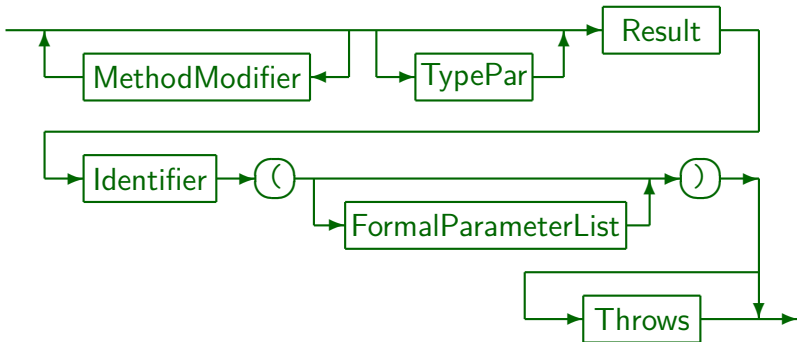 Result
MethodModifier TypePar
Identifier ( )
FormalParameterList
Throws